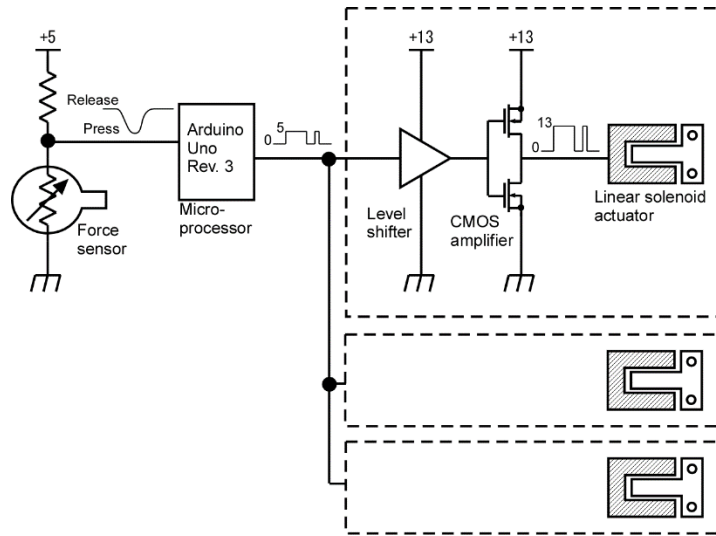 +5
Release
Press
Force
sensor
Arduino
Uno
Rev. 3
Micro-
processor
0 5
+13
Level
shifter
+13
CMOS
amplifier
13
0
Linear solenoid
actuator